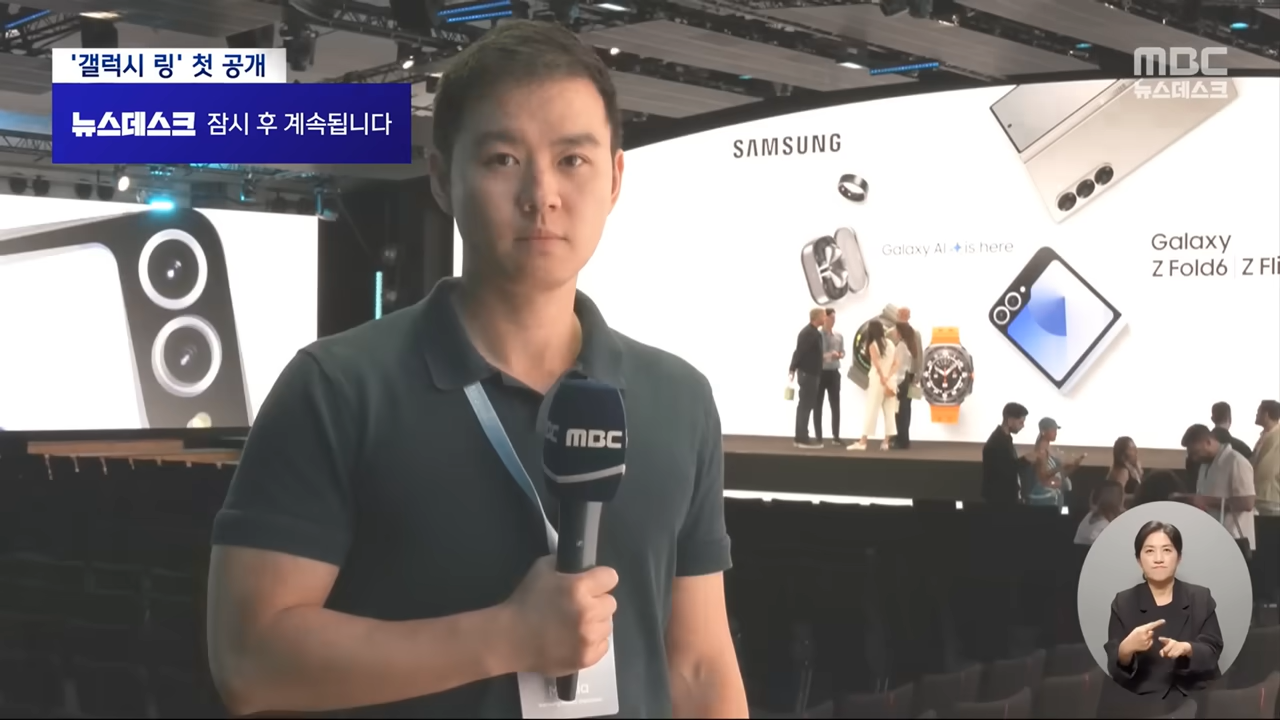 '갤럭시 링' 첫 공개
뉴스데스크 잠시 후 계속됩니다
MBC
뉴스데스크
SAMSUNG
Galaxy AI is here
Galaxy
Z Fold6 | Z Fli
MBC